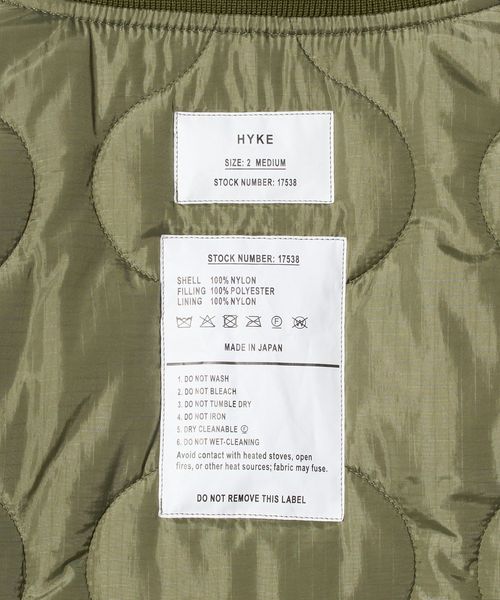 HYKE
SIZE: 2 MEDIUM
STOCK NUMBER: 17538
STOCK NUMBER: 17538
SHELL 100% NYLON
FILLING 100% POLYESTER
LINING 100% NYLON
MADE IN JAPAN
1. DO NOT WASH
2. DO NOT BLEACH
3. DO NOT TUMBLE DRY
4. DO NOT IRON
5. DRY CLEANABLE Ⓕ
6. DO NOT WET-CLEANING
Avoid contact with heated stoves, open
fires, or other heat sources; fabric may fuse.
DO NOT REMOVE THIS LABEL